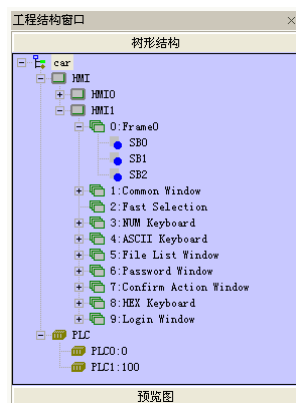 工程结构窗口
树形结构
car
HMI
HMI0
HMI1
0:Frame0
SB0
SB1
SB2
1:Common Window
2:Fast Selection
3:NUM Keyboard
4:ASCII Keyboard
5:File List Window
6:Password Window
7:Confirm Action Window
8:HEX Keyboard
9:Login Window
PLC
PLC0:0
PLC1:100
预览图